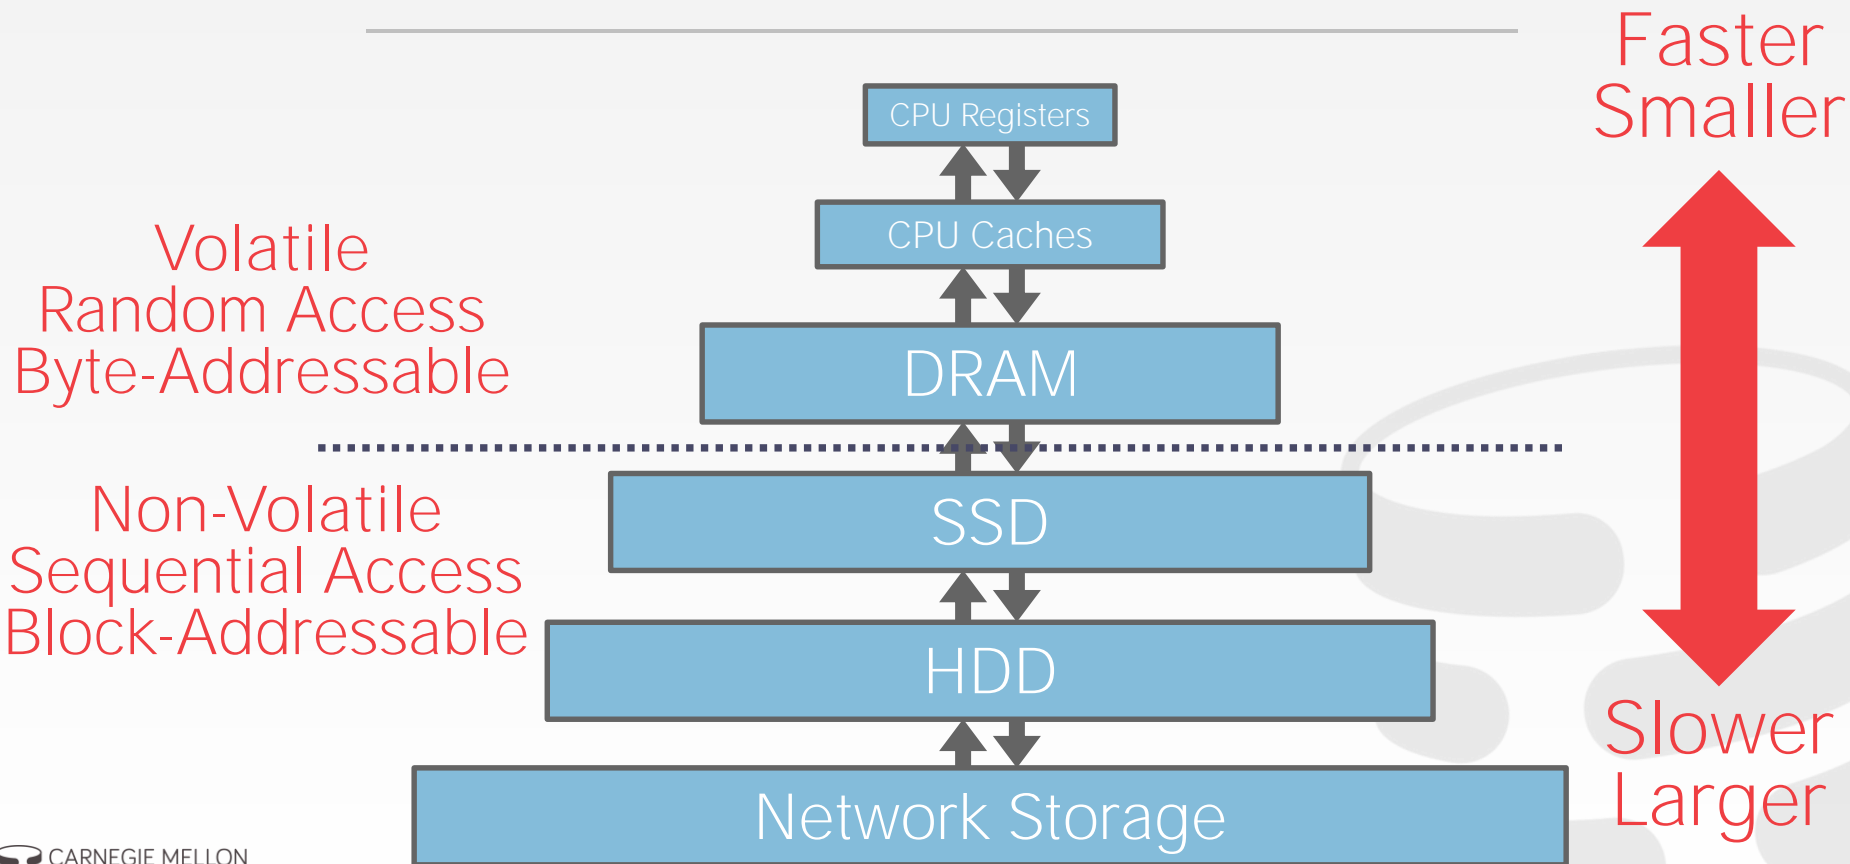 Faster
Smaller
CPU Registers
CPU Caches
Volatile
Random Access
Byte-Addressable
DRAM
Non-Volatile
Sequential Access
Block-Addressable
SSD
HDD
Slower
Larger
Network Storage
CARNEGIE MELLON